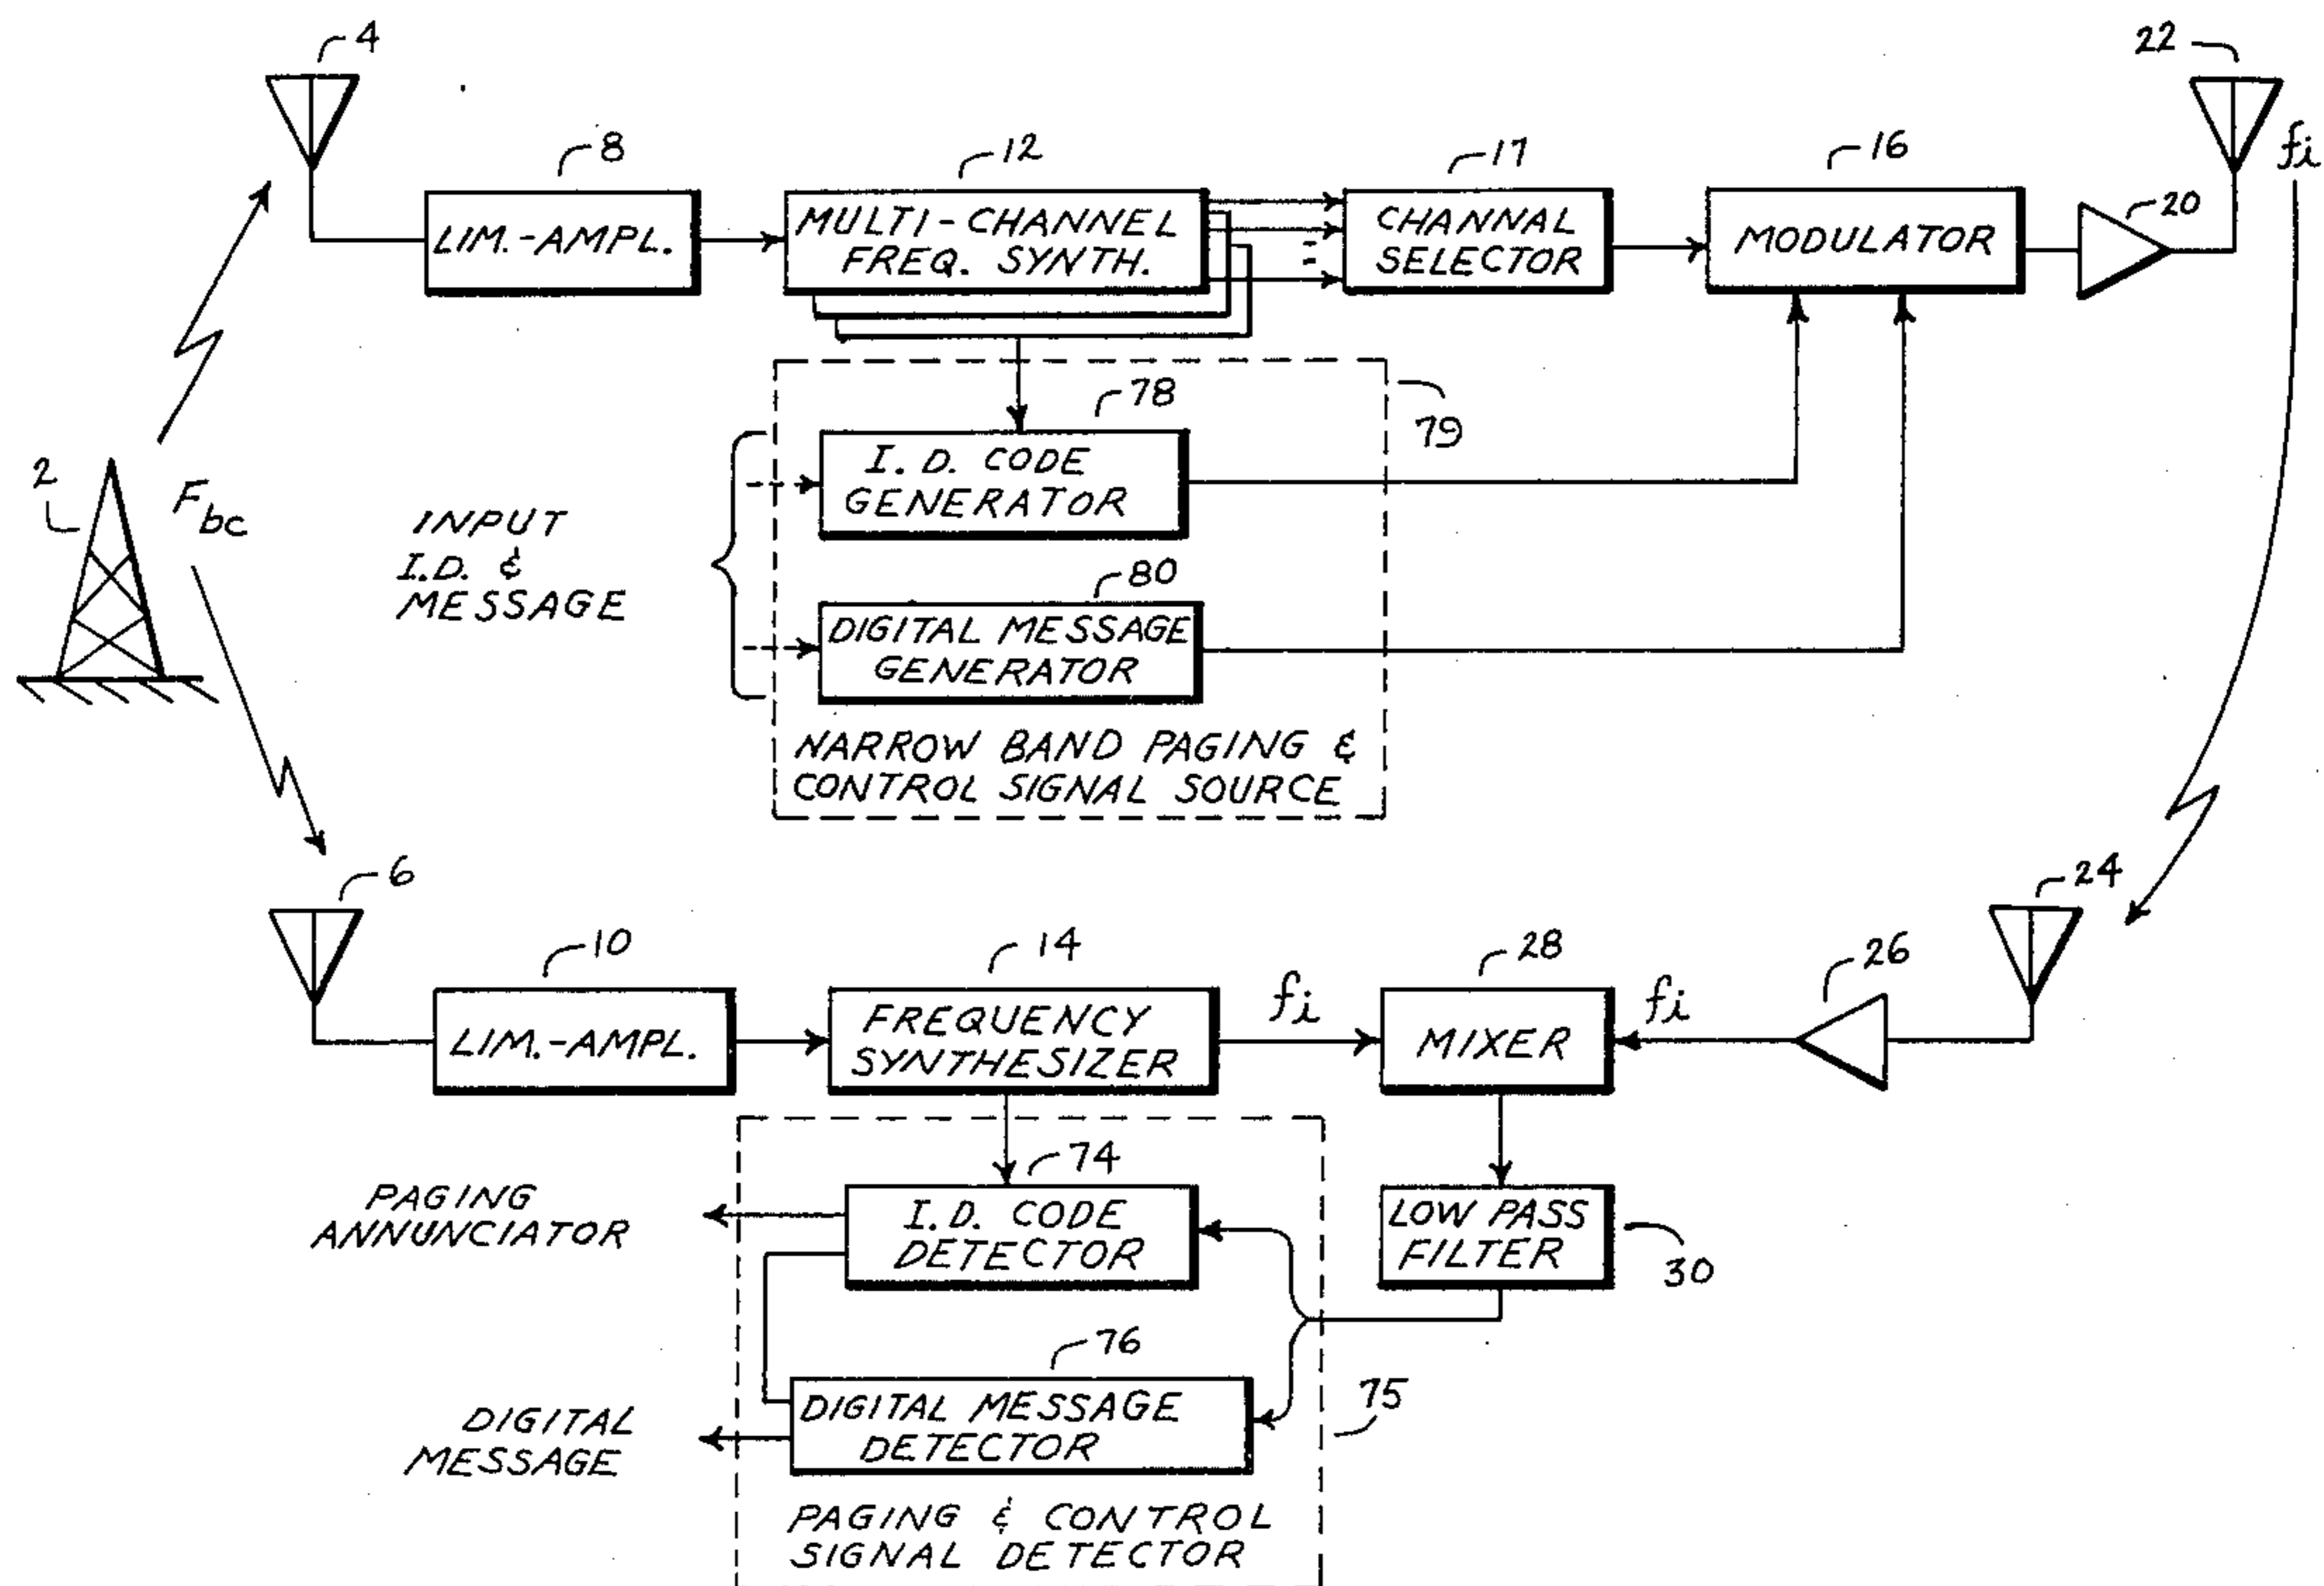 4
22
fi
8
12
17
16
20
LIM.-AMPL.
MULTI-CHANNEL
FREQ. SYNTH.
CHANNAL
SELECTOR
MODULATOR
78
79
2
Fbc
INPUT
I.D. &
MESSAGE
I.D. CODE
GENERATOR
80
DIGITAL MESSAGE
GENERATOR
NARROW BAND PAGING &
CONTROL SIGNAL SOURCE
6
24
10
14
28
26
LIM.-AMPL.
FREQUENCY
SYNTHESIZER
fi
MIXER
fi
74
PAGING
ANNUNCIATOR
I.D. CODE
DETECTOR
LOW PASS
FILTER
30
76
75
DIGITAL
MESSAGE
DIGITAL MESSAGE
DETECTOR
PAGING & CONTROL
SIGNAL DETECTOR